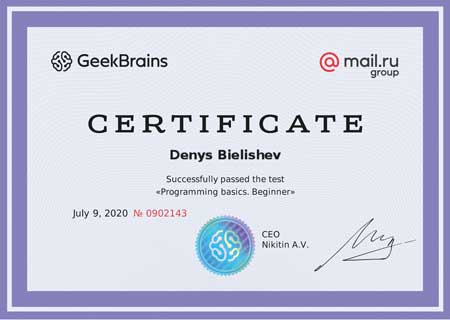 GeekBrains
@mail.ru
group
CERTIFICATE
Denys Bielishev
Successfully passed the test
«Programming basics. Beginner»
July 9, 2020 № 0902143
CEO
Nikitin A.V.